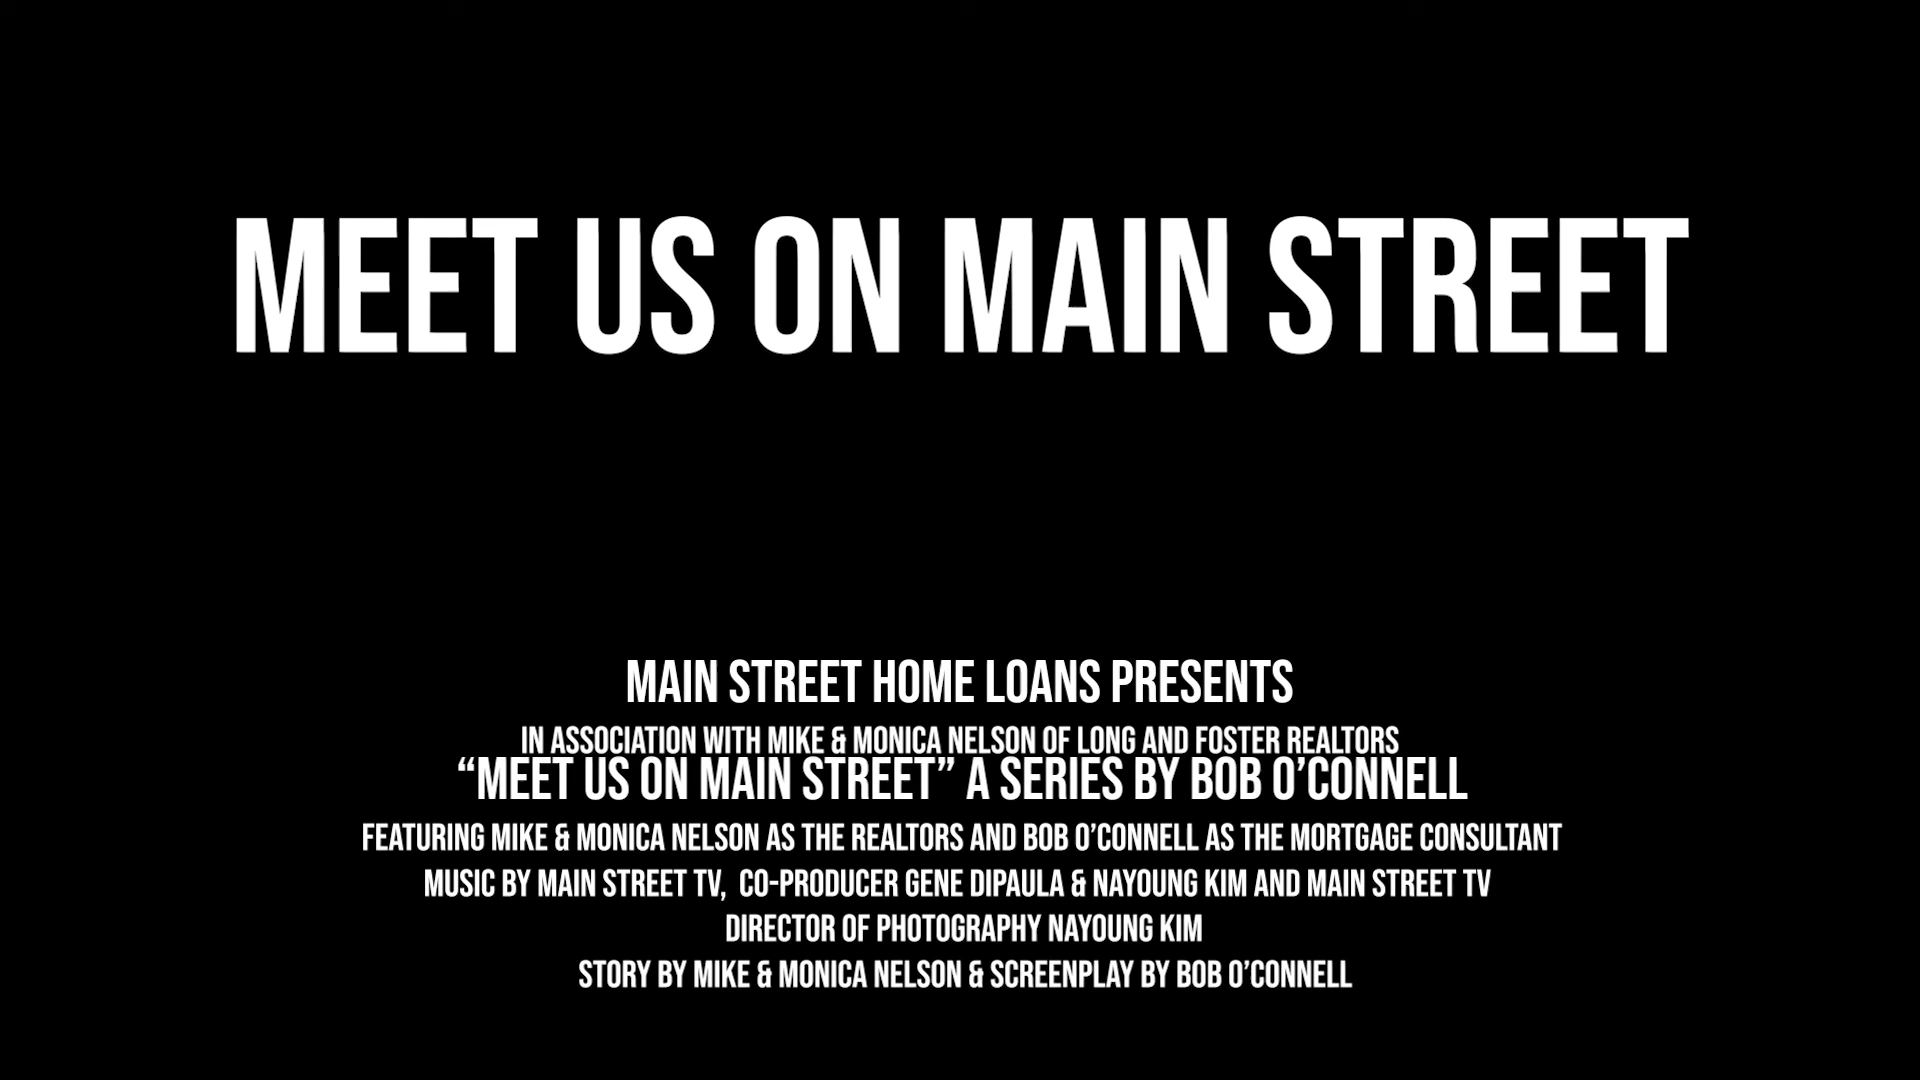 MEET US ON MAIN STREET
MAIN STREET HOME LOANS PRESENTS
IN ASSOCIATION WITH MIKE & MONICA NELSON OF LONG AND FOSTER REALTORS
“MEET US ON MAIN STREET” A SERIES BY BOB O’CONNELL
FEATURING MIKE & MONICA NELSON AS THE REALTORS AND BOB O’CONNELL AS THE MORTGAGE CONSULTANT
MUSIC BY MAIN STREET TV, CO-PRODUCER GENE DIPAULA & NAYOUNG KIM AND MAIN STREET TV
DIRECTOR OF PHOTOGRAPHY NAYOUNG KIM
STORY BY MIKE & MONICA NELSON & SCREENPLAY BY BOB O’CONNELL